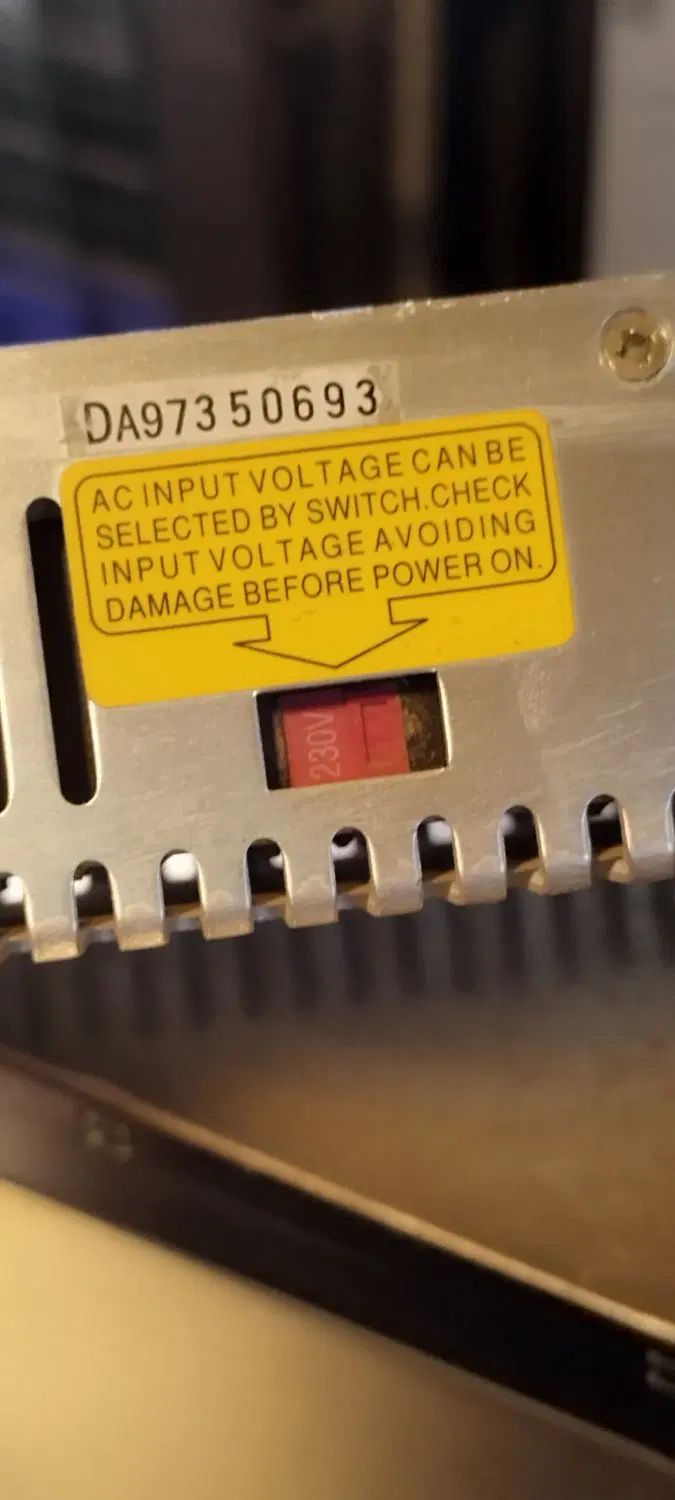 DA97350693
AC INPUT VOLTAGE CAN BE
SELECTED BY SWITCH.CHECK
INPUT VOLTAGE AVOIDING
DAMAGE BEFORE POWER ON.
230V